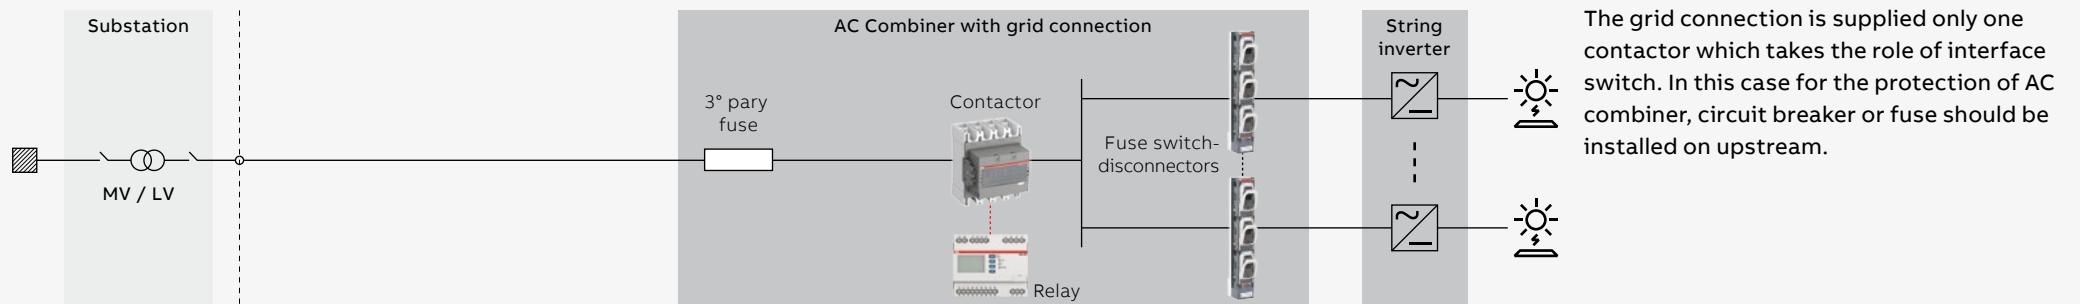 Substation
MV / LV
AC Combiner with grid connection
3° pary
fuse
Contactor
Relay
Fuse switch-
disconnectors
String
inverter
The grid connection is supplied only one
contactor which takes the role of interface
switch. In this case for the protection of AC
combiner, circuit breaker or fuse should be
installed on upstream.